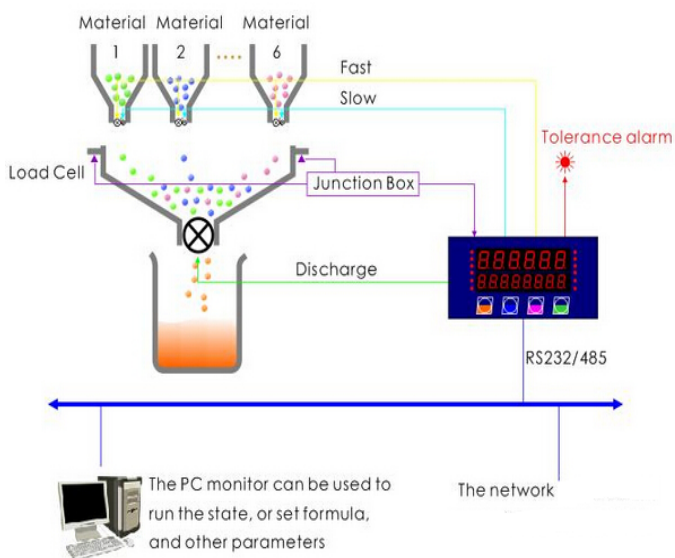 Material Material Material
1 2 6
Fast
Slow
Tolerance alarm
Load Cell
Junction Box
Discharge
RS232/485
The PC monitor can be used to
run the state, or set formula,
and other parameters
The network